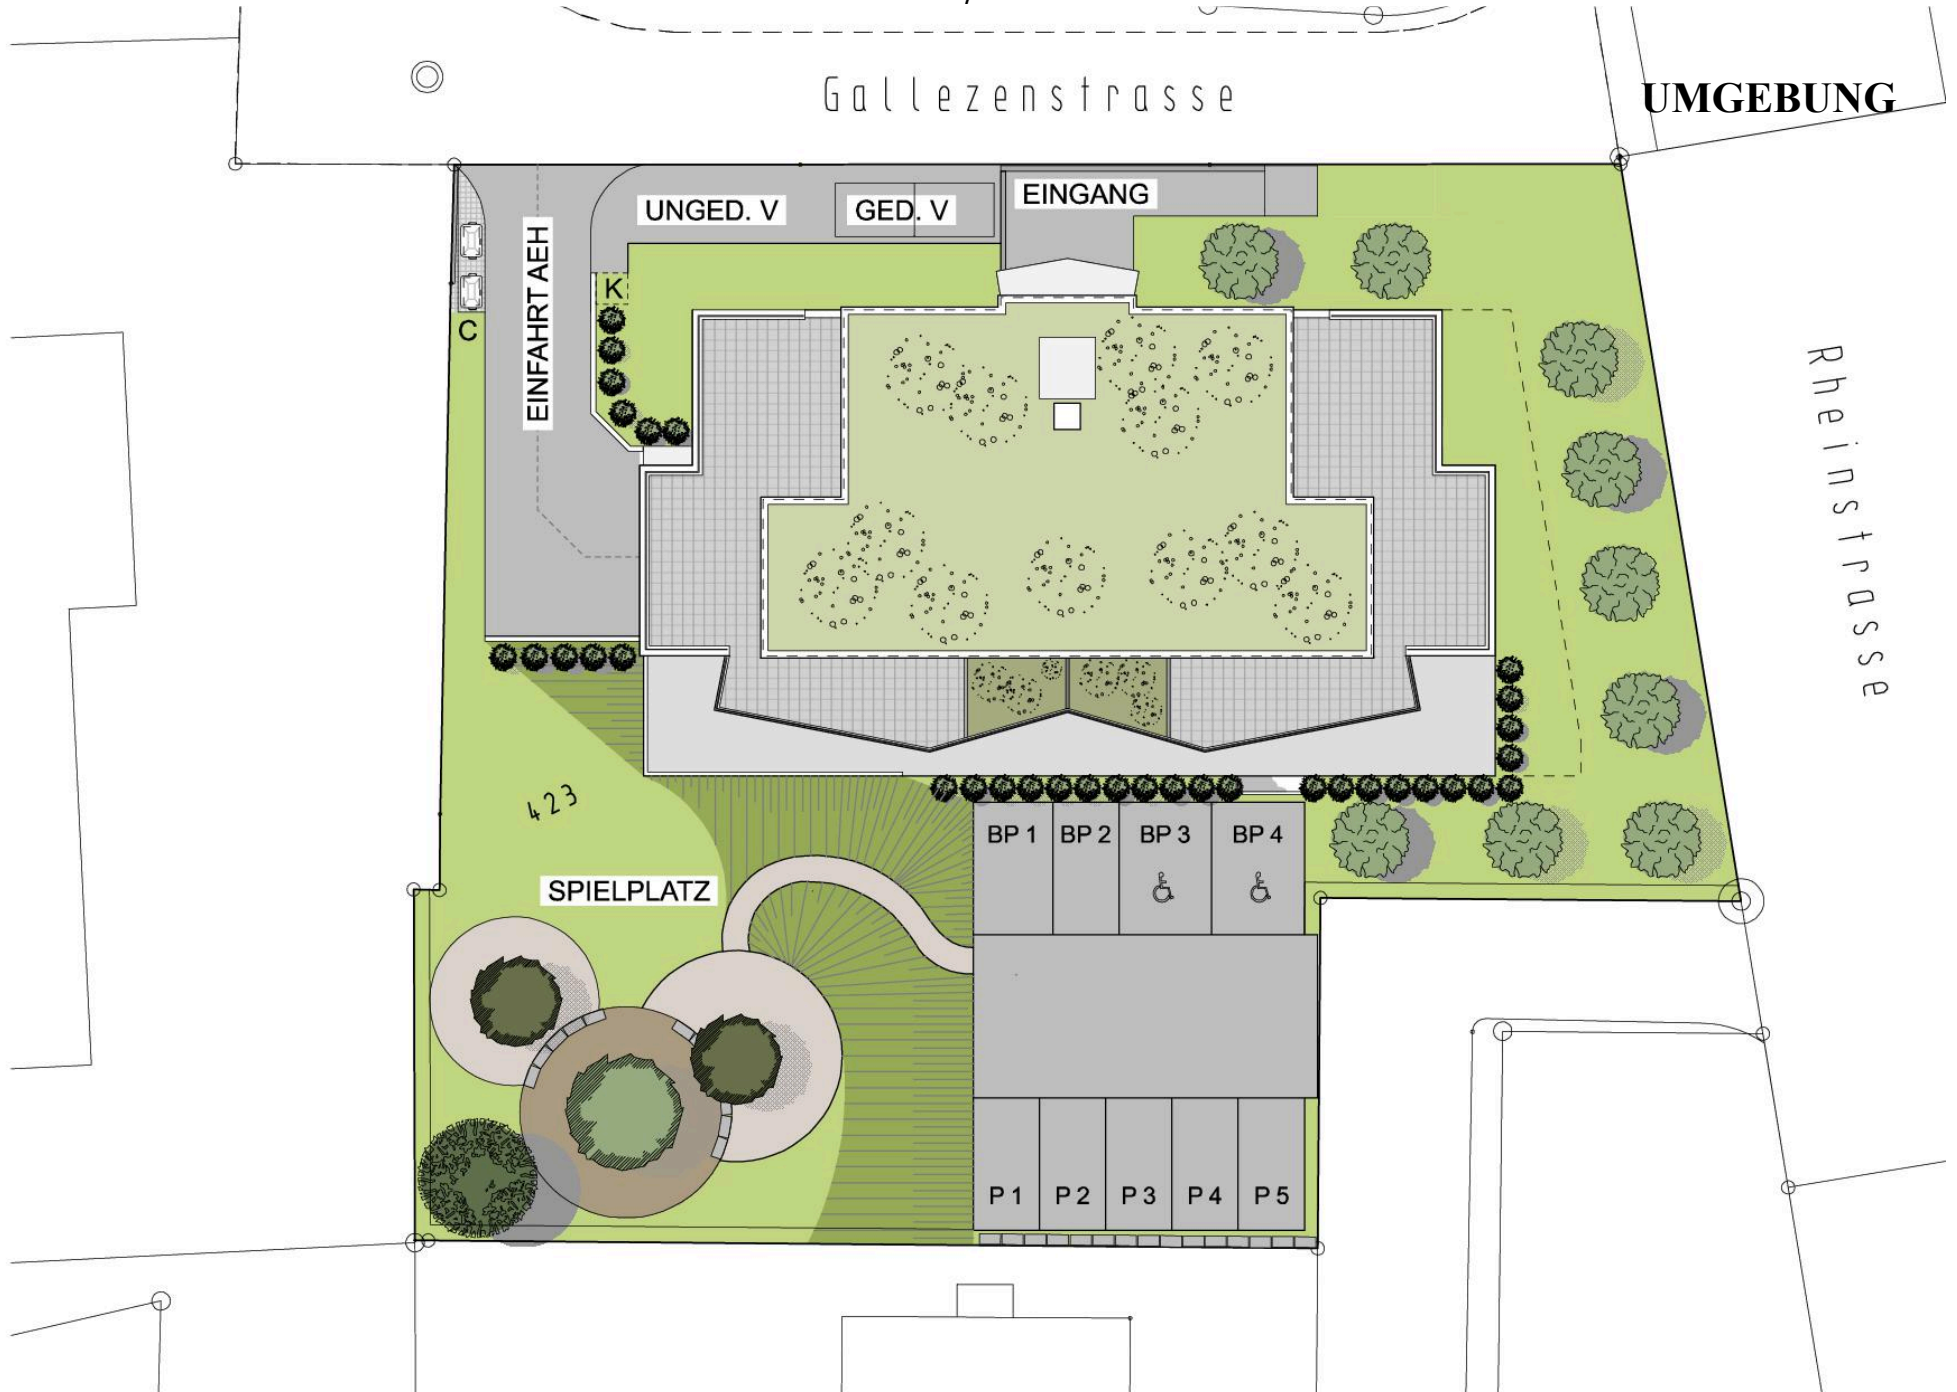 Gallezenstrasse
UMGEBUNG
UNGED. V
GED. V
EINGANG
EINFAHRT AEH
K
C
Rheinstrasse
423
BP 1
BP 2
BP 3
BP 4
SPIELPLATZ
P 1
P 2
P 3
P 4
P 5